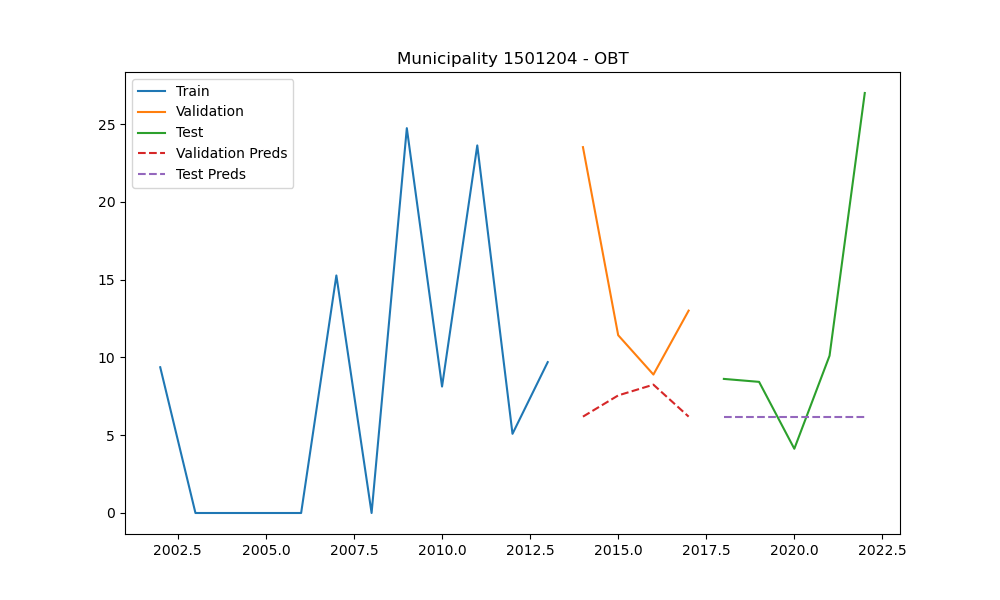 Municipality 1501204 - OBT
Train
Validation
Test
Validation Preds
Test Preds
25
20
15
10
5
0
2002.5 2005.0 2007.5 2010.0 2012.5 2015.0 2017.5 2020.0 2022.5